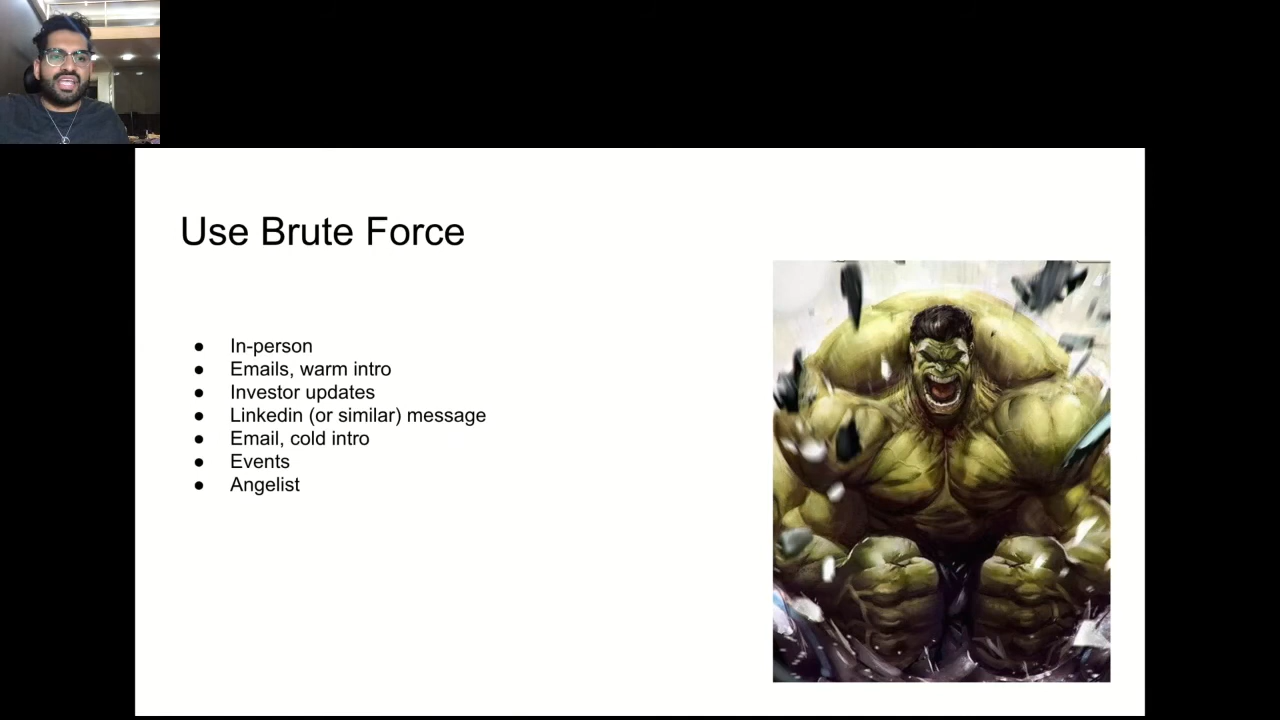 Use Brute Force
● In-person
● Emails, warm intro
● Investor updates
● Linkedin (or similar) message
● Email, cold intro
● Events
● Angelist